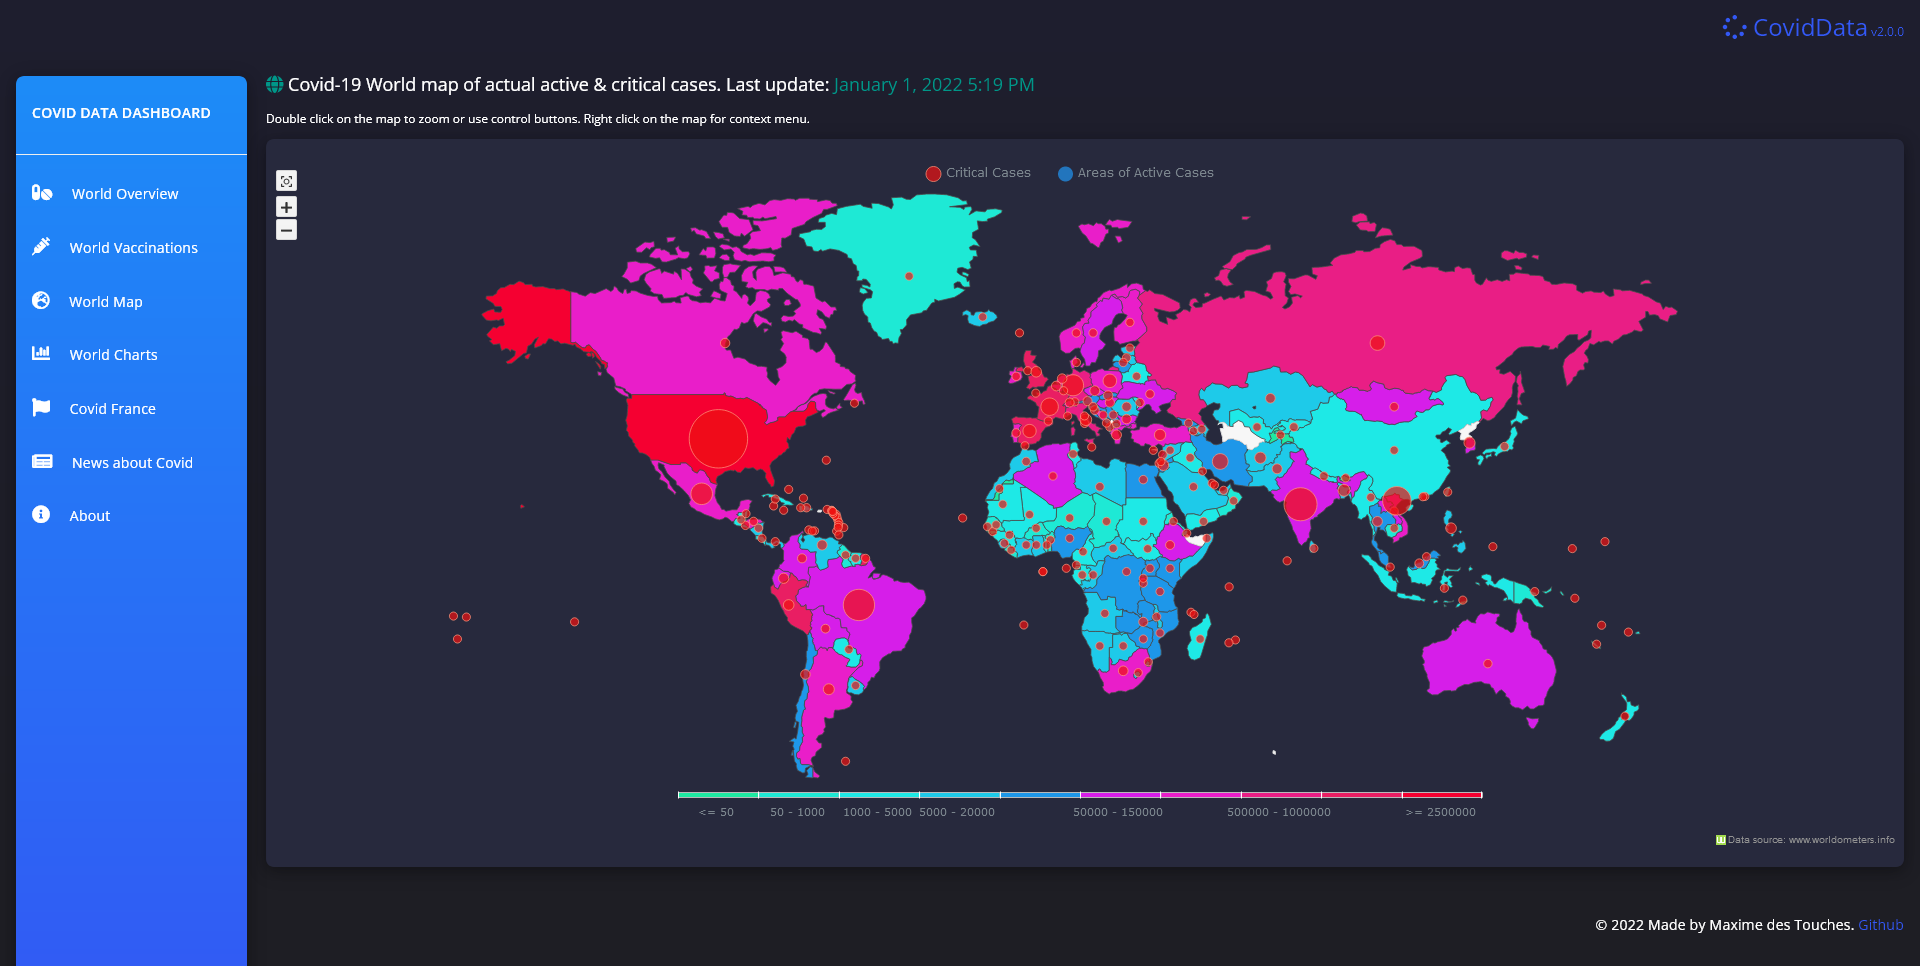 CovidData v2.0.0
COVID DATA DASHBOARD
World Overview
World Vaccinations
World Map
World Charts
Covid France
News about Covid
About
Covid-19 World map of actual active & critical cases. Last update: January 1, 2022 5:19 PM
Double click on the map to zoom or use control buttons. Right click on the map for context menu.
Critical Cases Areas of Active Cases
<= 50 50 - 1000 1000 - 5000 5000 - 20000 50000 - 150000 500000 - 1000000 >= 2500000
Data source: www.worldometers.info
© 2022 Made by Maxime des Touches. Github